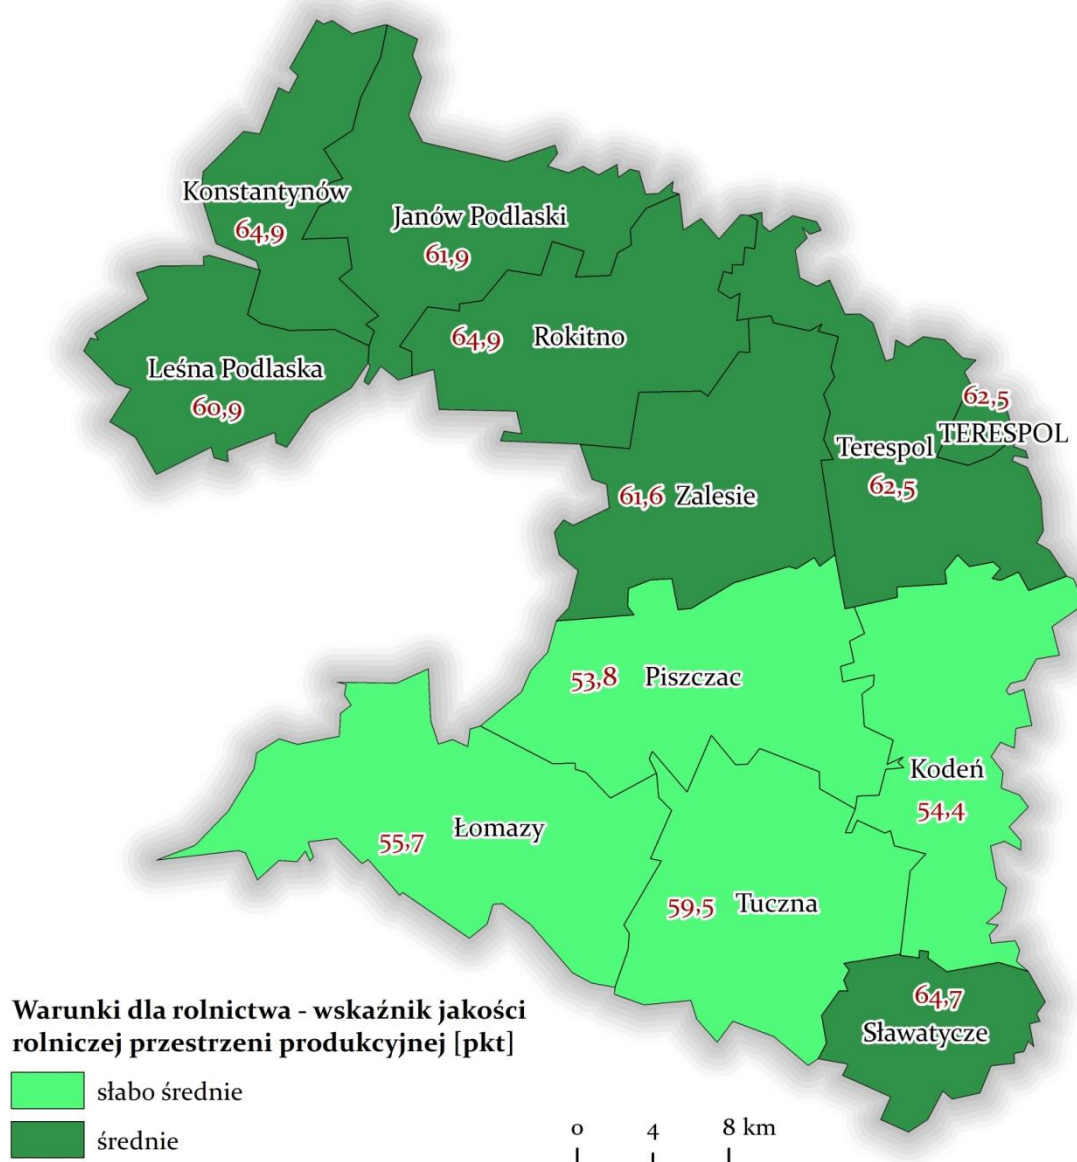 Konstantynów
64,9
Janów Podlaski
61,9
64,9 Rokitno
Leśna Podlaska
60,9
62,5
TERESPOL
Terespol
62,5
61,6 Zalesie
53,8 Piszczac
Kodeń
54,4
Łomazy
55,7
59,5 Tuczna
64,7
Sławatycze
Warunki dla rolnictwa - wskaźnik jakości
rolniczej przestrzeni produkcyjnej [pkt]
słabo średnie
średnie
0 4 8 km